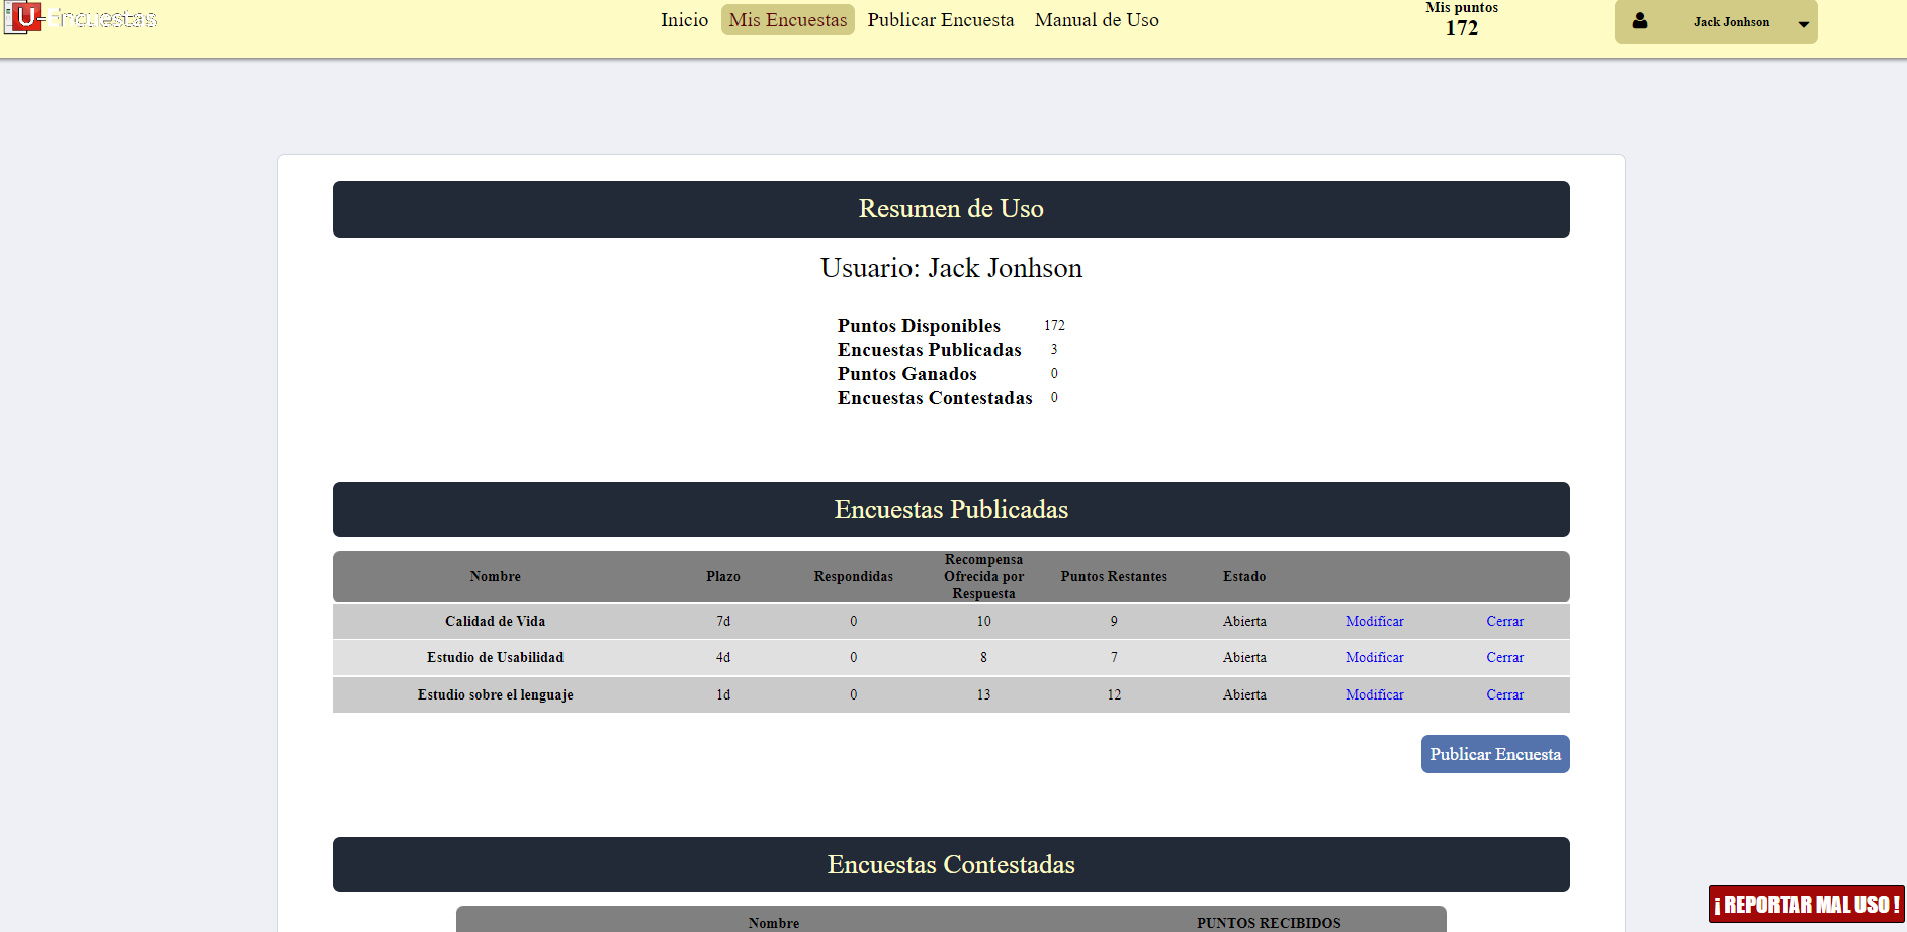 U-Encuestas
Inicio Mis Encuestas Publicar Encuesta Manual de Uso
Mis puntos
172
Jack Jonhson
Resumen de Uso
Usuario: Jack Jonhson
Puntos Disponibles 172
Encuestas Publicadas 3
Puntos Ganados 0
Encuestas Contestadas 0
Encuestas Publicadas
Nombre Plazo Respondidas Recompensa Ofrecida por Respuesta Puntos Restantes Estado
Calidad de Vida 7d 0 10 9 Abierta Modificar Cerrar
Estudio de Usabilidad 4d 0 8 7 Abierta Modificar Cerrar
Estudio sobre el lenguaje 1d 0 13 12 Abierta Modificar Cerrar
Publicar Encuesta
Encuestas Contestadas
Nombre PUNTOS RECIBIDOS
¡ REPORTAR MAL USO !